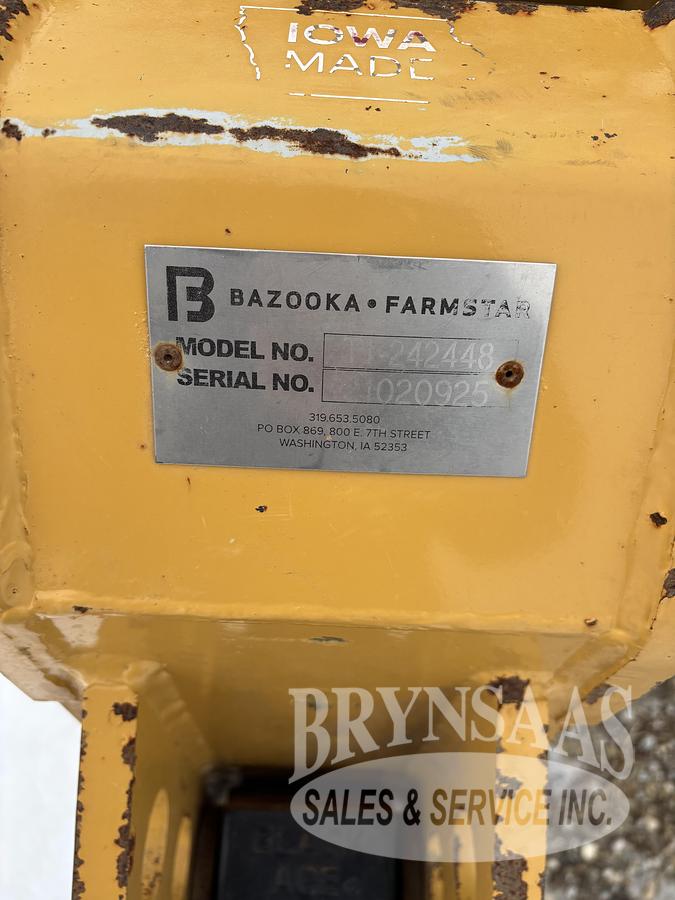 IOWA
MADE
B BAZOOKA • FARMSTAR
MODEL NO.
SERIAL NO. 020925
319.653.5080
PO BOX 869, 800 E. 7TH STREET
WASHINGTON, IA 52353
BRYNSAAS
SALES & SERVICE INC.
ACE